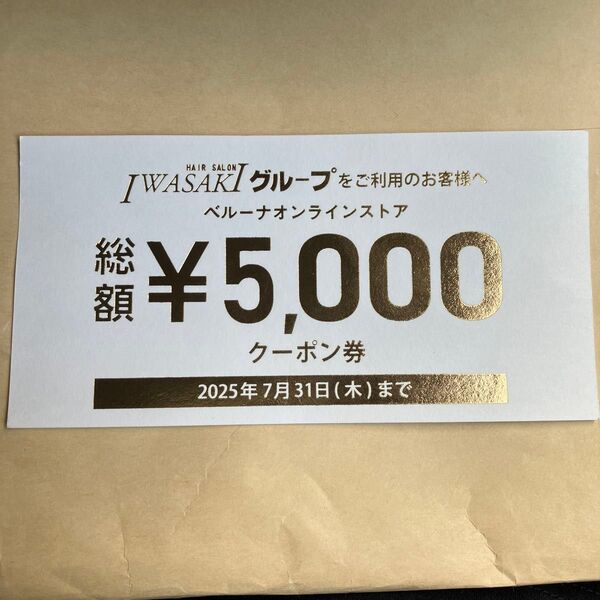 HAIR SALON
IWASAKIグループをご利用のお客様へ
ベルーナオンラインストア
総額 ¥5,000
クーポン券
2025年7月31日(木)まで